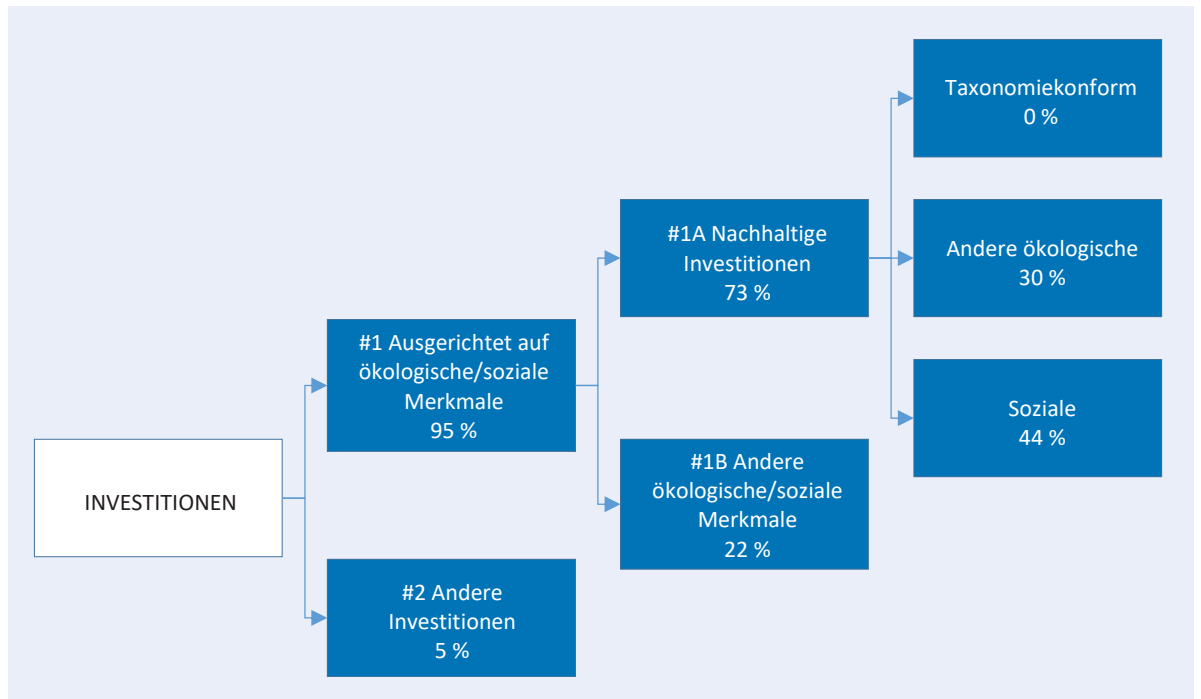 INVESTITIONEN
#1 Ausgerichtet auf
ökologische/soziale
Merkmale
95 %
#2 Andere
Investitionen
5 %
#1A Nachhaltige
Investitionen
73 %
#1B Andere
ökologische/soziale
Merkmale
22 %
Taxonomiekonform
0 %
Andere ökologische
30 %
Soziale
44 %